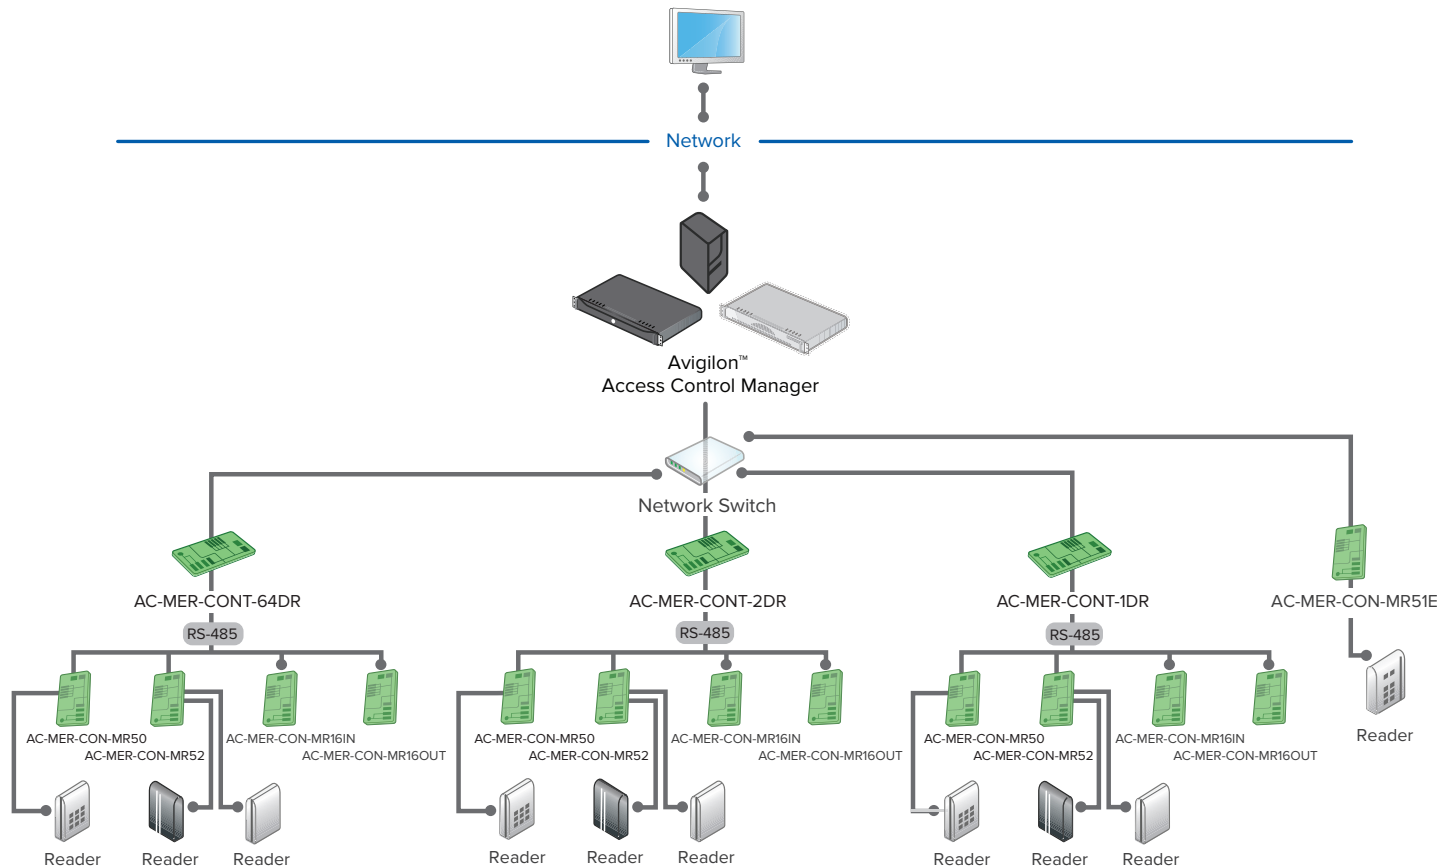 Network
Avigilon™
Access Control Manager
Network Switch
AC-MER-CONT-64DR
AC-MER-CONT-2DR
AC-MER-CONT-1DR
AC-MER-CON-MR51E
RS-485
RS-485
RS-485
Reader
AC-MER-CON-MR50
AC-MER-CON-MR52
AC-MER-CON-MR16IN
AC-MER-CON-MR16OUT
AC-MER-CON-MR50
AC-MER-CON-MR52
AC-MER-CON-MR16IN
AC-MER-CON-MR16OUT
AC-MER-CON-MR50
AC-MER-CON-MR52
AC-MER-CON-MR16IN
AC-MER-CON-MR16OUT
Reader
Reader
Reader
Reader
Reader
Reader
Reader
Reader
Reader